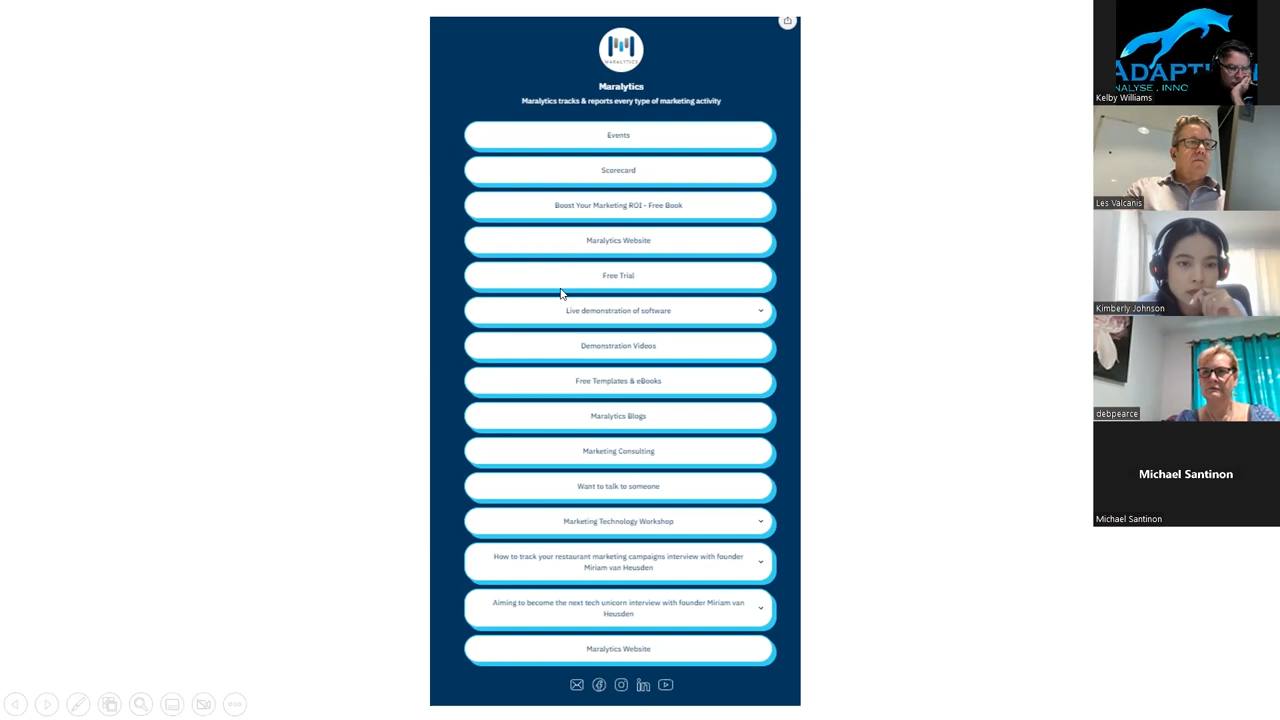 MARALYTICS
Maralytics
Maralytics tracks & reports every type of marketing activity
Events
Scorecard
Boost Your Marketing ROI - Free Book
Maralytics Website
Free Trial
Live demonstration of software
Demonstration Videos
Free Templates & eBooks
Maralytics Blogs
Marketing Consulting
Want to talk to someone
Marketing Technology Workshop
How to track your restaurant marketing campaigns interview with founder
Miriam van Heusden
Aiming to become the next tech unicorn interview with founder Miriam van
Heusden
Maralytics Website
Kelby Williams
Les Valcanis
Kimberly Johnson
debpearce
Michael Santinon
Michael Santinon